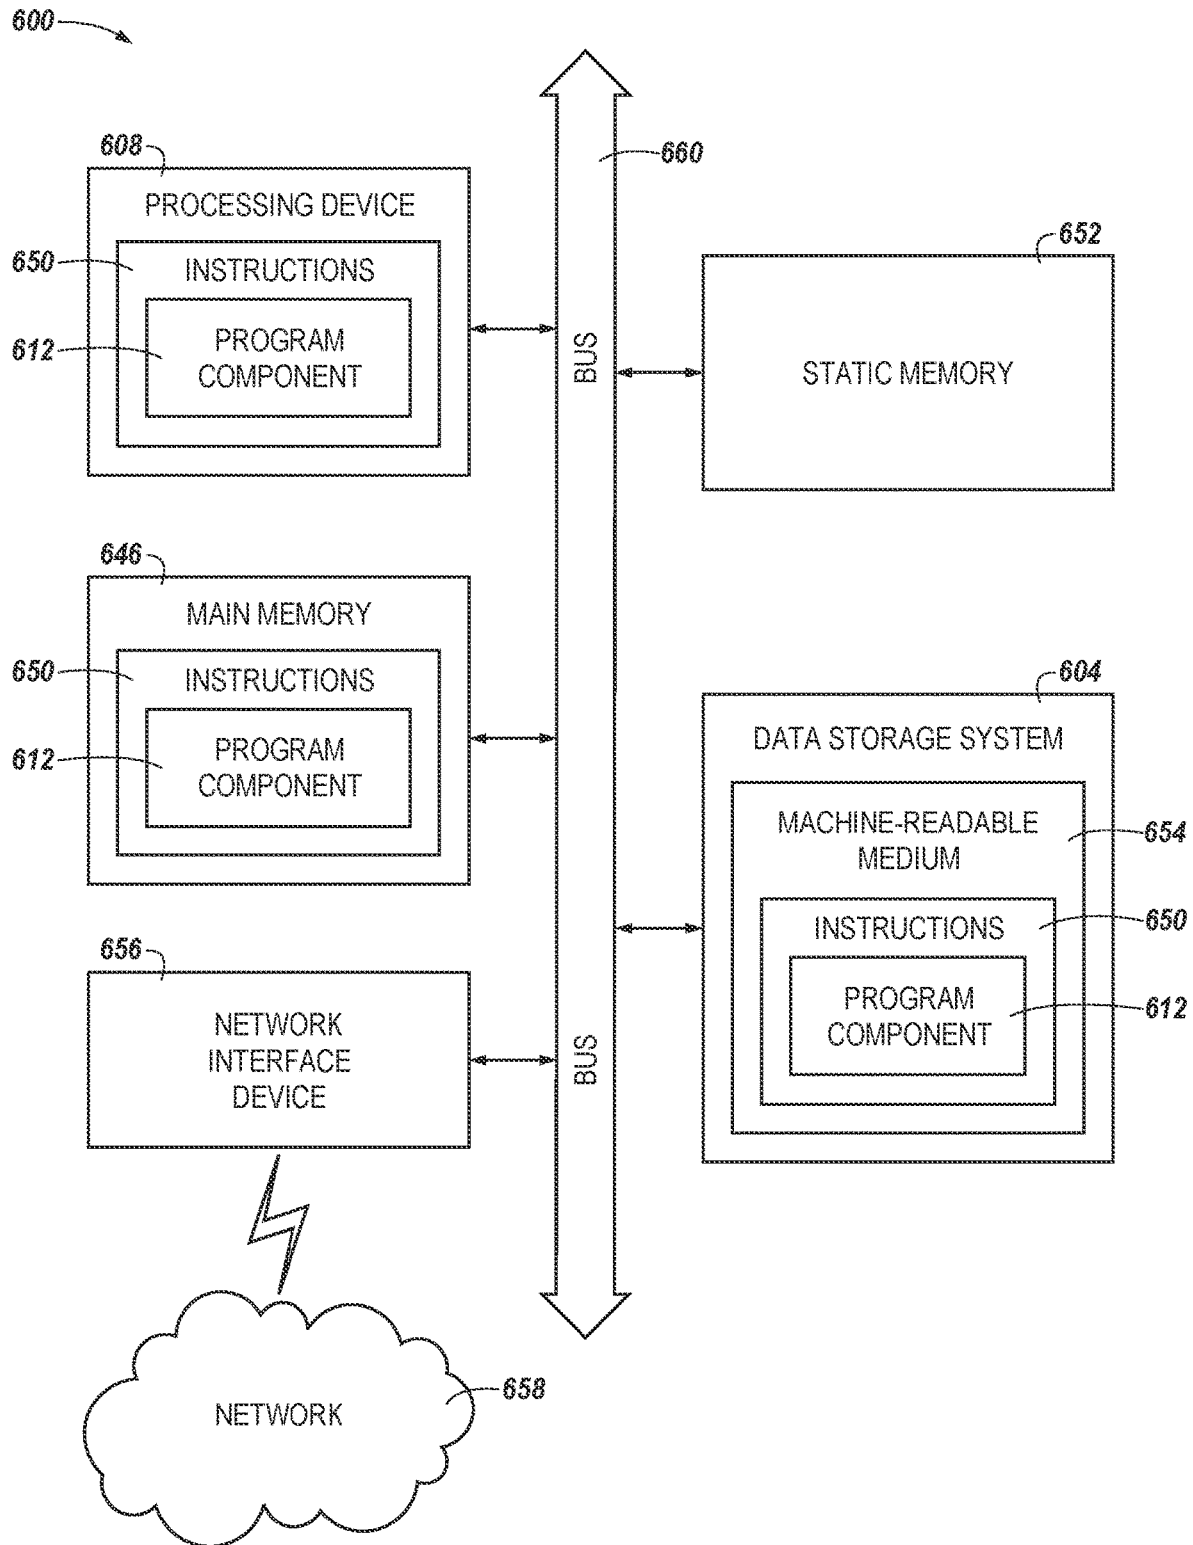 600
608
PROCESSING DEVICE
650
INSTRUCTIONS
612
PROGRAM
COMPONENT
646
MAIN MEMORY
650
INSTRUCTIONS
612
PROGRAM
COMPONENT
656
NETWORK
INTERFACE
DEVICE
NETWORK
658
660
BUS
BUS
652
STATIC MEMORY
604
DATA STORAGE SYSTEM
MACHINE-READABLE
MEDIUM
654
INSTRUCTIONS
650
PROGRAM
COMPONENT
612